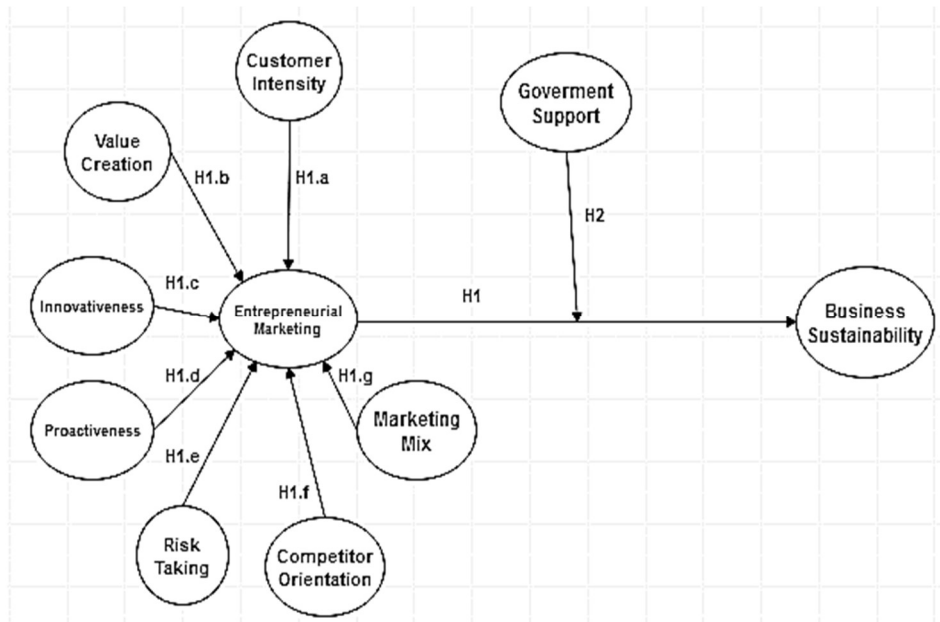 Customer
Intensity
Goverment
Support
Value
Creation
H1.b
H1.a
H2
Innovativeness
H1.c
Entrepreneurial
Marketing
H1
Business
Sustainability
H1.d
Proactiveness
H1.g
Marketing
Mix
H1.e
H1.f
Risk
Taking
Competitor
Orientation